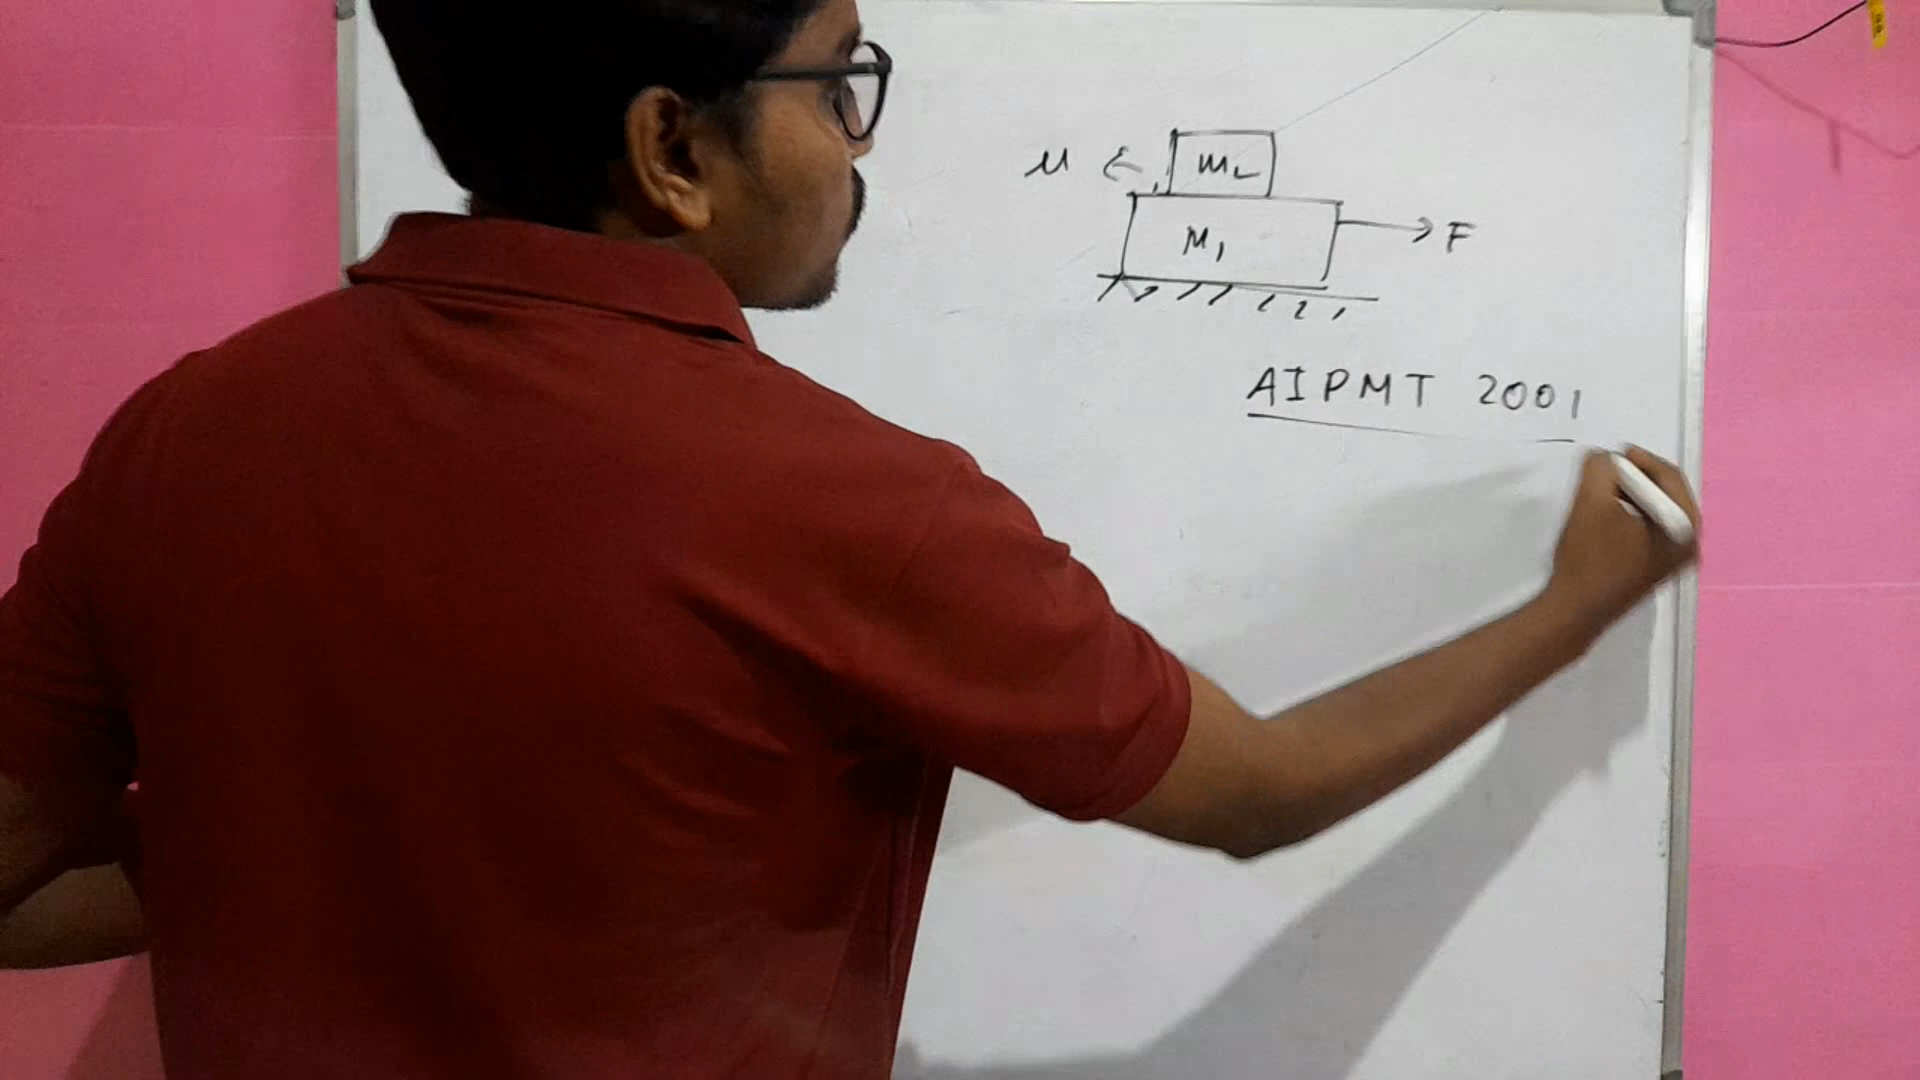 μ ← m₂
M₁ → F
AIPMT 2001